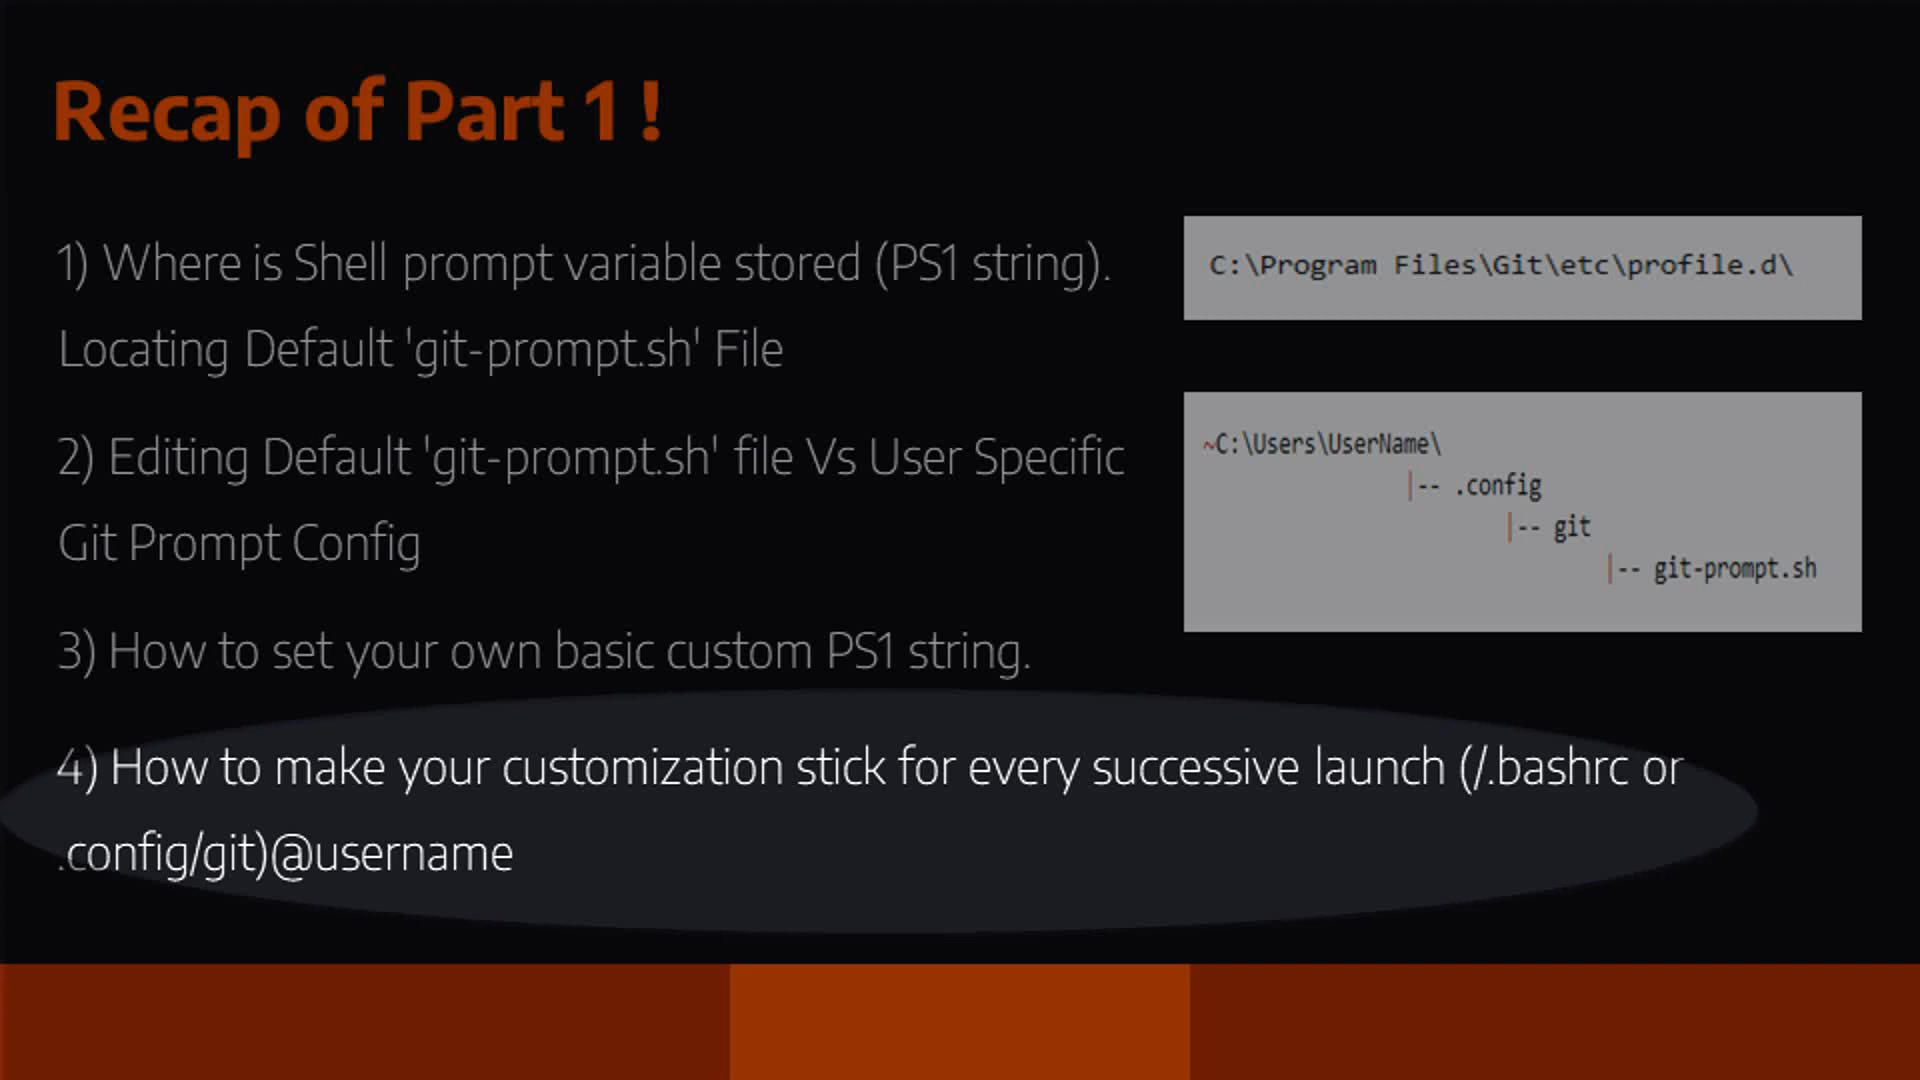 Recap of Part 1 !
1) Where is Shell prompt variable stored (PS1 string).
Locating Default 'git-prompt.sh' File
C:\Program Files\Git\etc\profile.d\
2) Editing Default 'git-prompt.sh' file Vs User Specific
Git Prompt Config
~C:\Users\UserName\
|-- .config
|-- git
|-- git-prompt.sh
3) How to set your own basic custom PS1 string.
4) How to make your customization stick for every successive launch (/.bashrc or
.config/git)@username